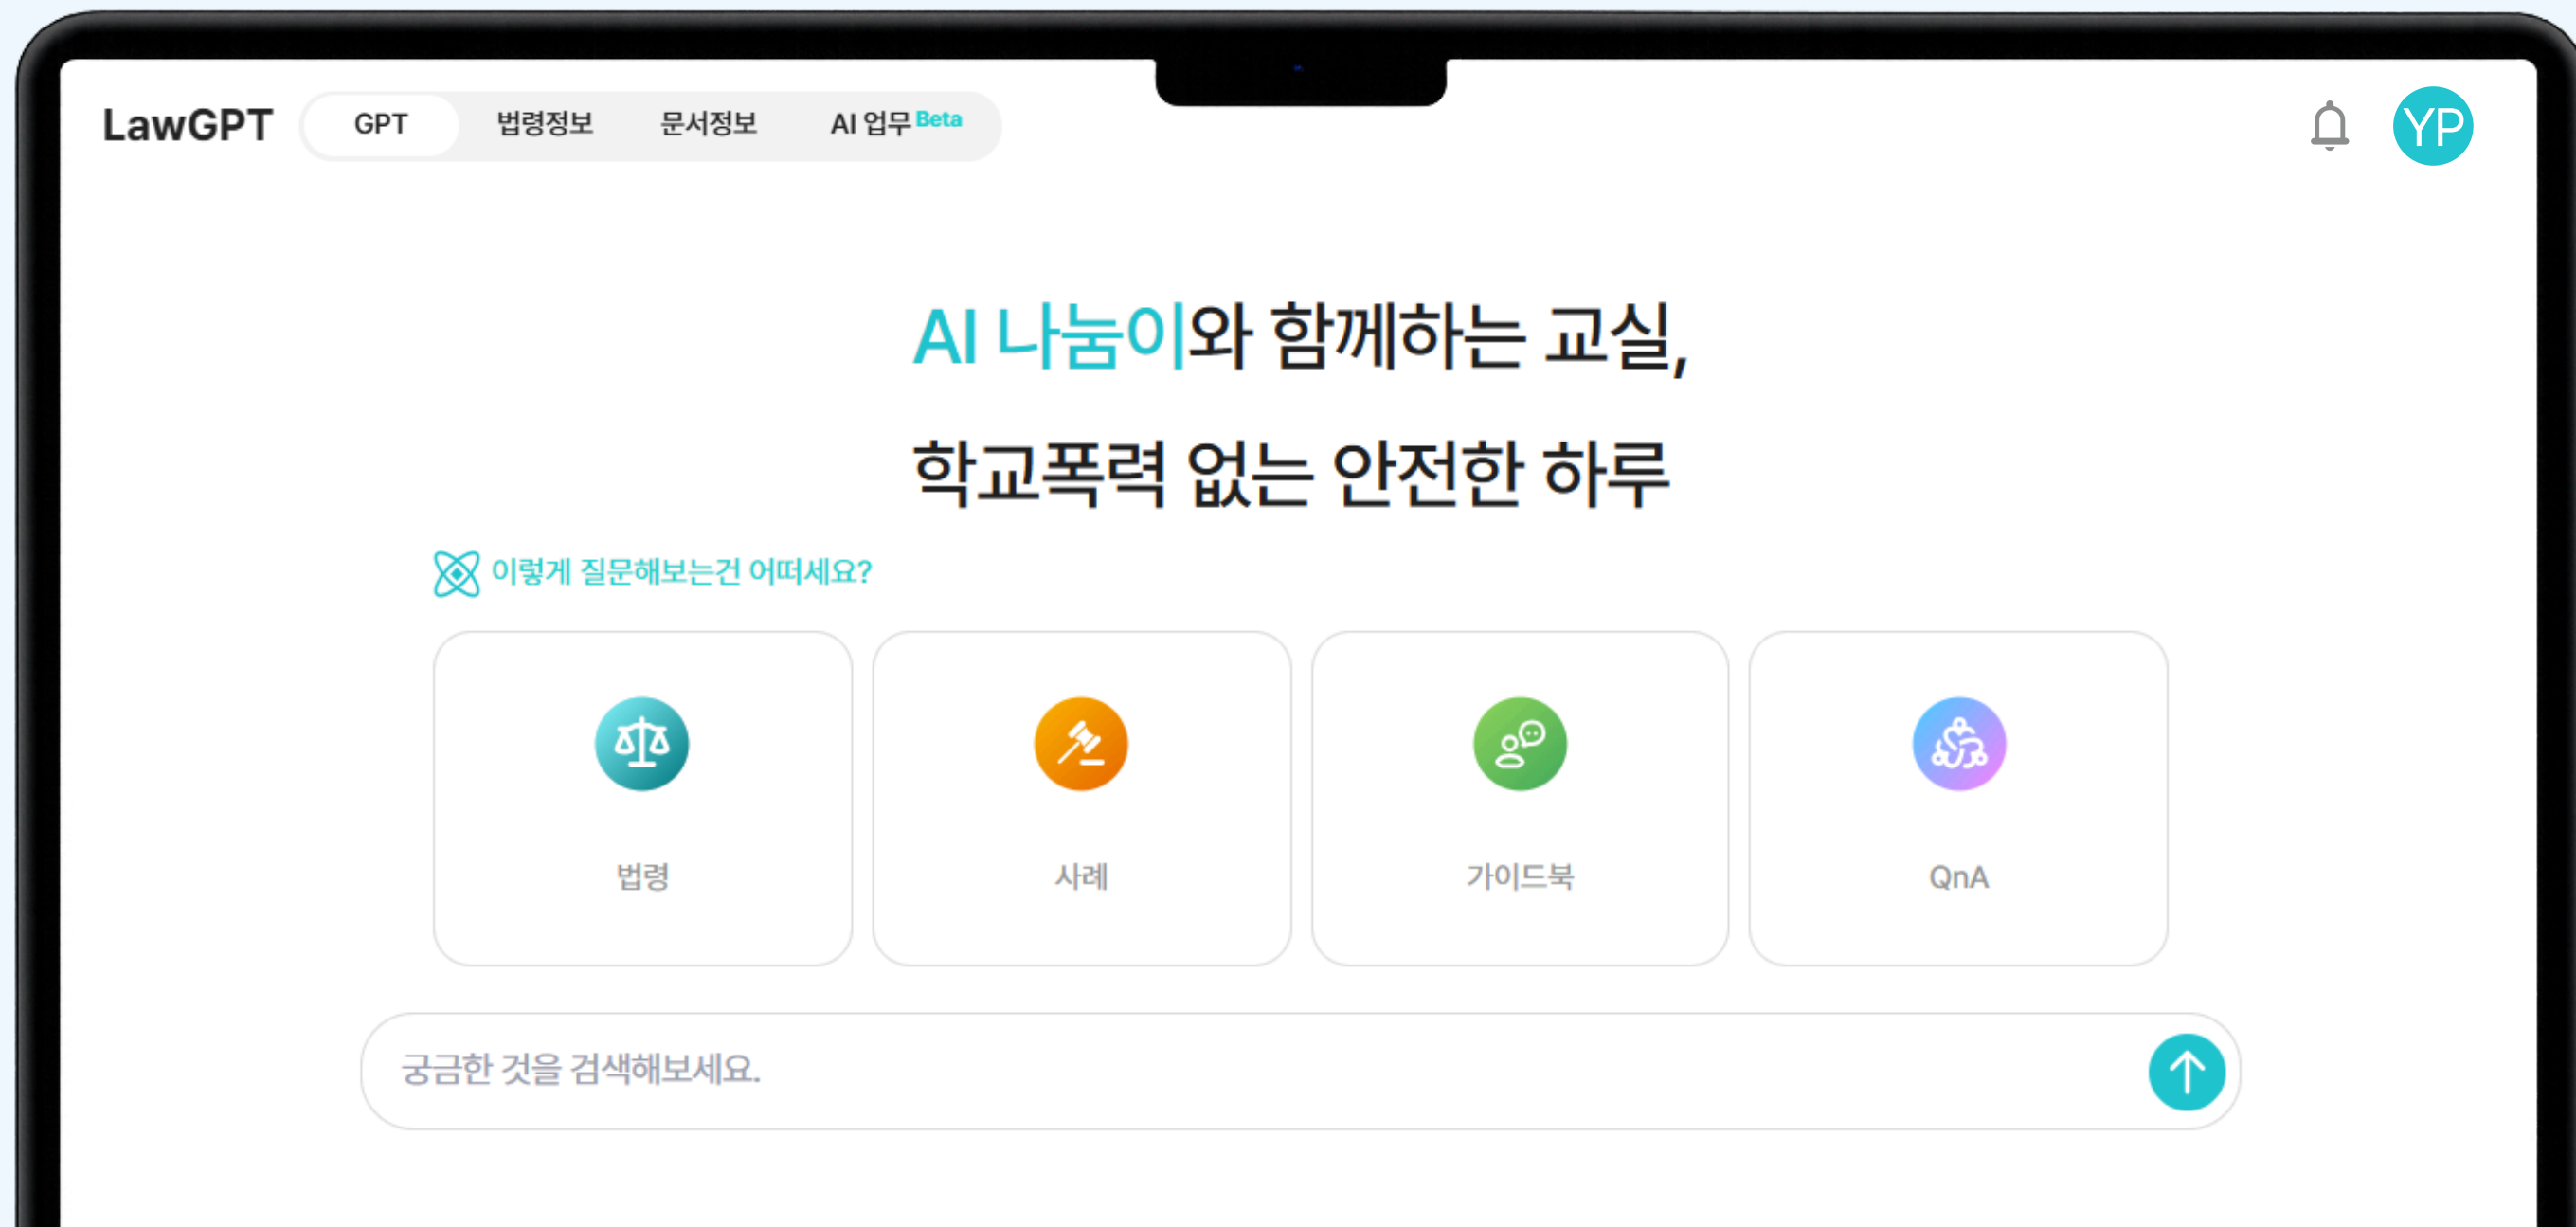 LawGPT GPT 법령정보 문서정보 AI 업무 Beta YP
AI 나눔이와 함께하는 교실,
학교폭력 없는 안전한 하루
이렇게 질문해보는건 어떠세요?
법령 사례 가이드북 QnA
궁금한 것을 검색해보세요.